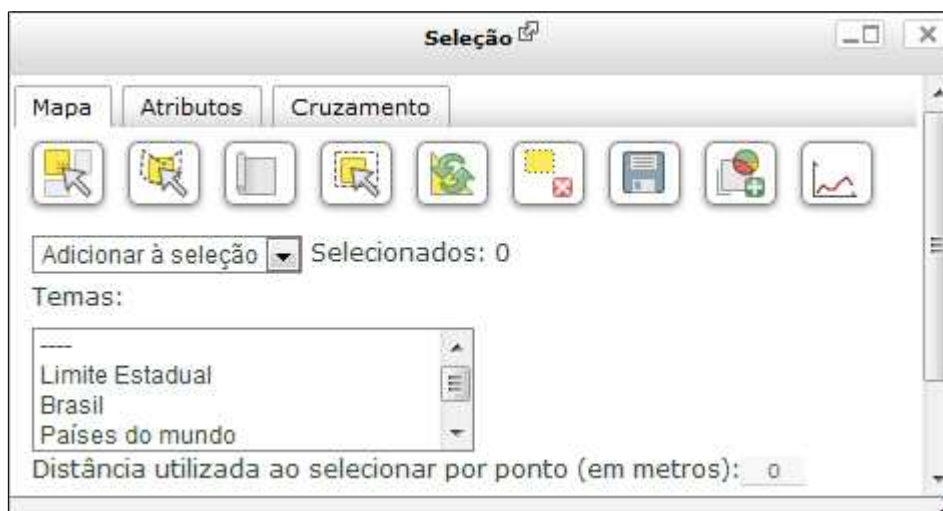 Seleção
Mapa Atributos Cruzamento
Adicionar à seleção Selecionados: 0
Temas:
----
Limite Estadual
Brasil
Países do mundo
Distância utilizada ao selecionar por ponto (em metros): 0